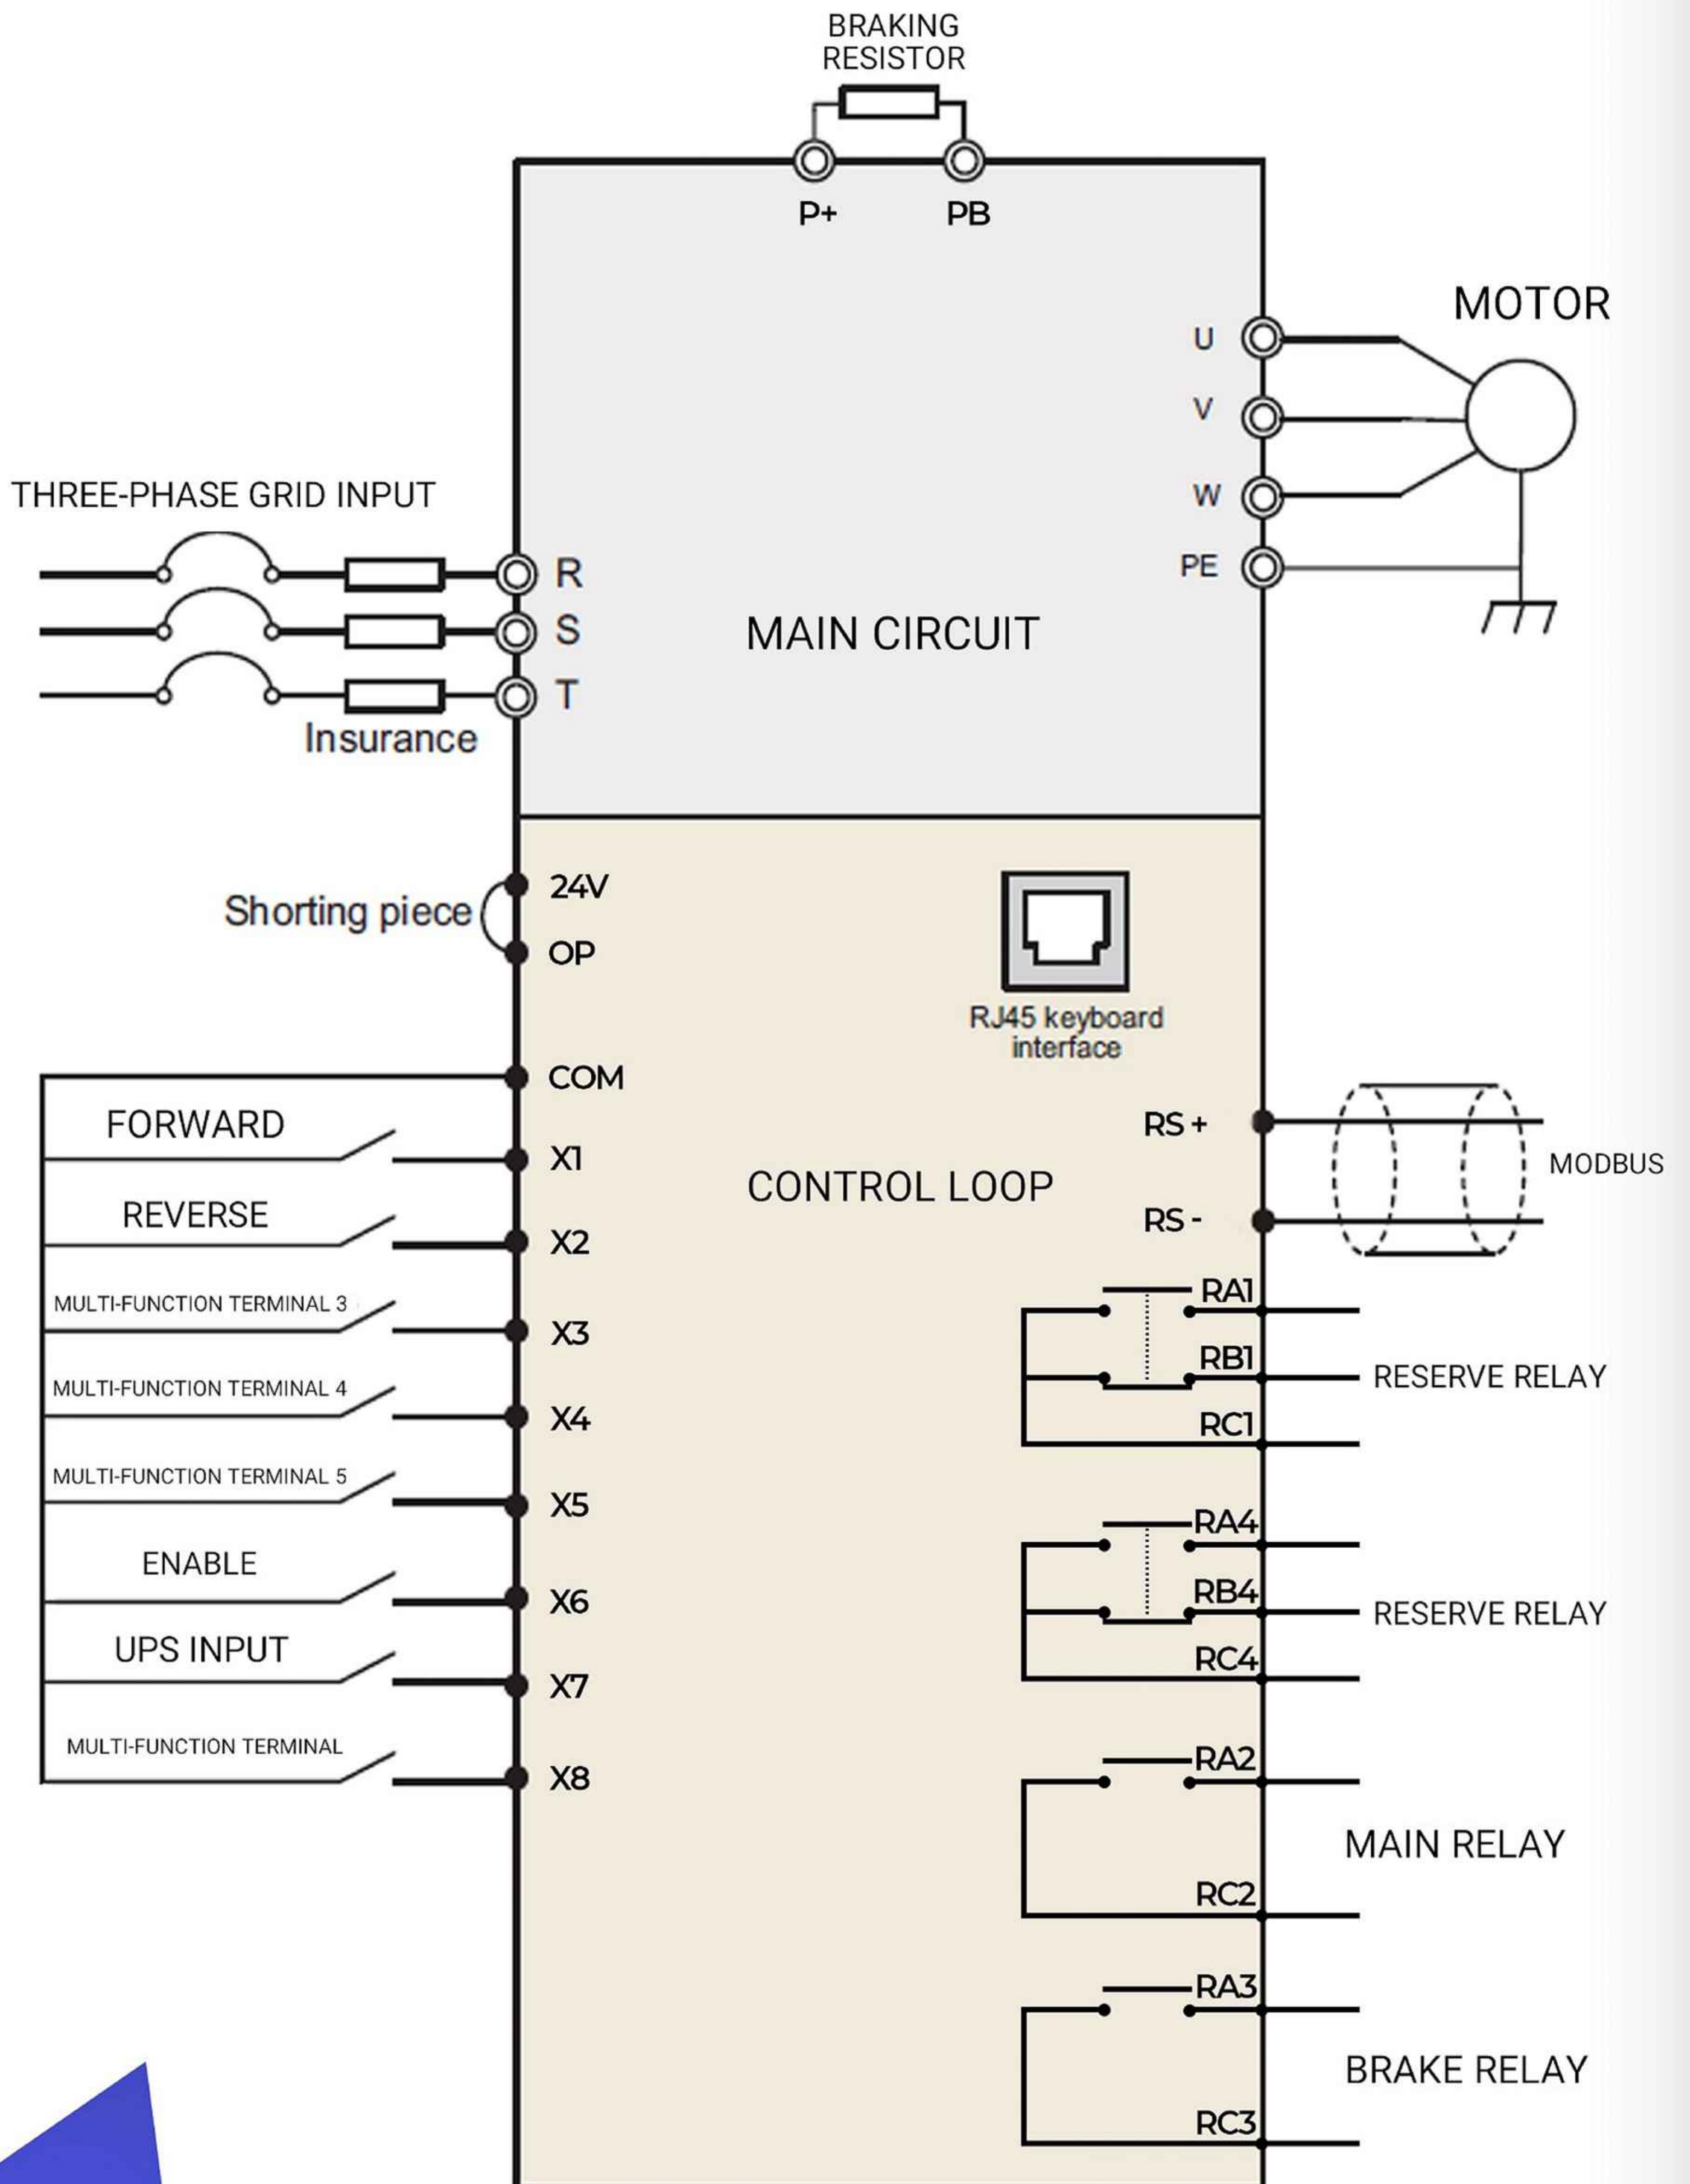 BRAKING
RESISTOR
P+ PB
MOTOR
U
V
W
PE
THREE-PHASE GRID INPUT
R
S
T
Insurance
MAIN CIRCUIT
Shorting piece
24V
OP
RJ45 keyboard
interface
COM
FORWARD
X1
REVERSE
X2
MULTI-FUNCTION TERMINAL 3
X3
MULTI-FUNCTION TERMINAL 4
X4
MULTI-FUNCTION TERMINAL 5
X5
ENABLE
X6
UPS INPUT
X7
MULTI-FUNCTION TERMINAL
X8
CONTROL LOOP
RS +
RS -
MODBUS
RA1
RB1
RC1
RESERVE RELAY
RA4
RB4
RC4
RESERVE RELAY
RA2
RC2
MAIN RELAY
RA3
RC3
BRAKE RELAY